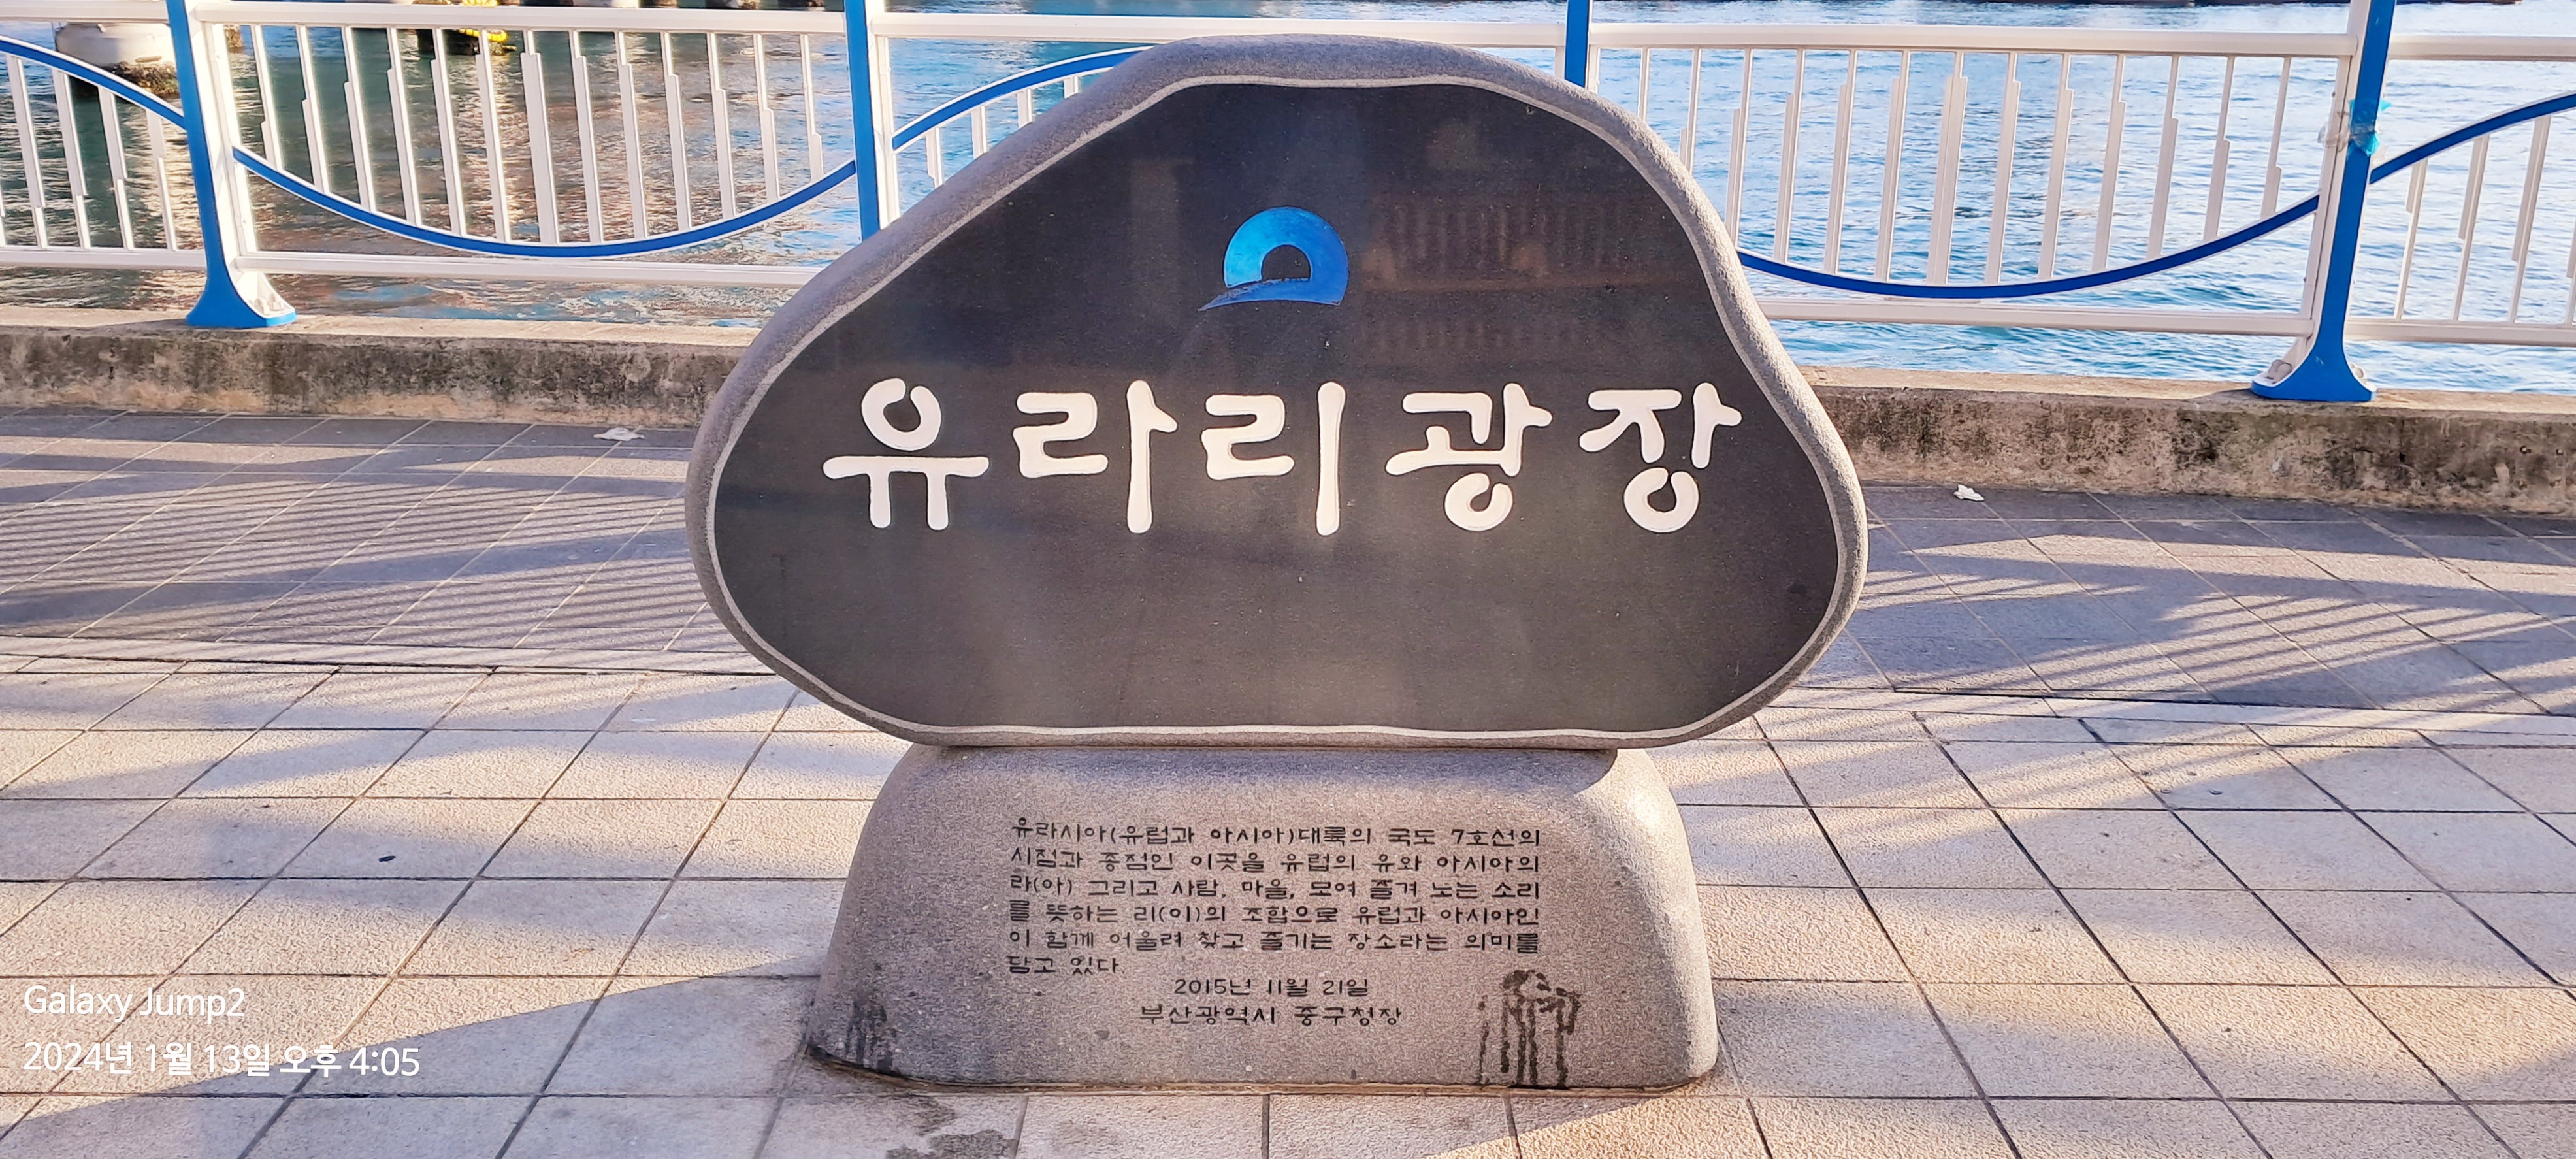 유라리광장
유라시아(유럽과 아시아)대륙의 국도 7호선의
시점과 종점인 이곳을 유럽의 유와 아시아의
라(아) 그리고 사람, 마을, 모여 즐겨 노는 소리
를 뜻하는 리(이)의 조합으로 유럽과 아시아인
이 함께 어울려 찾고 즐기는 장소라는 의미를
담고 있다.
2015년 11월 21일
부산광역시 중구청장
Galaxy Jump2
2024년 1월 13일 오후 4:05